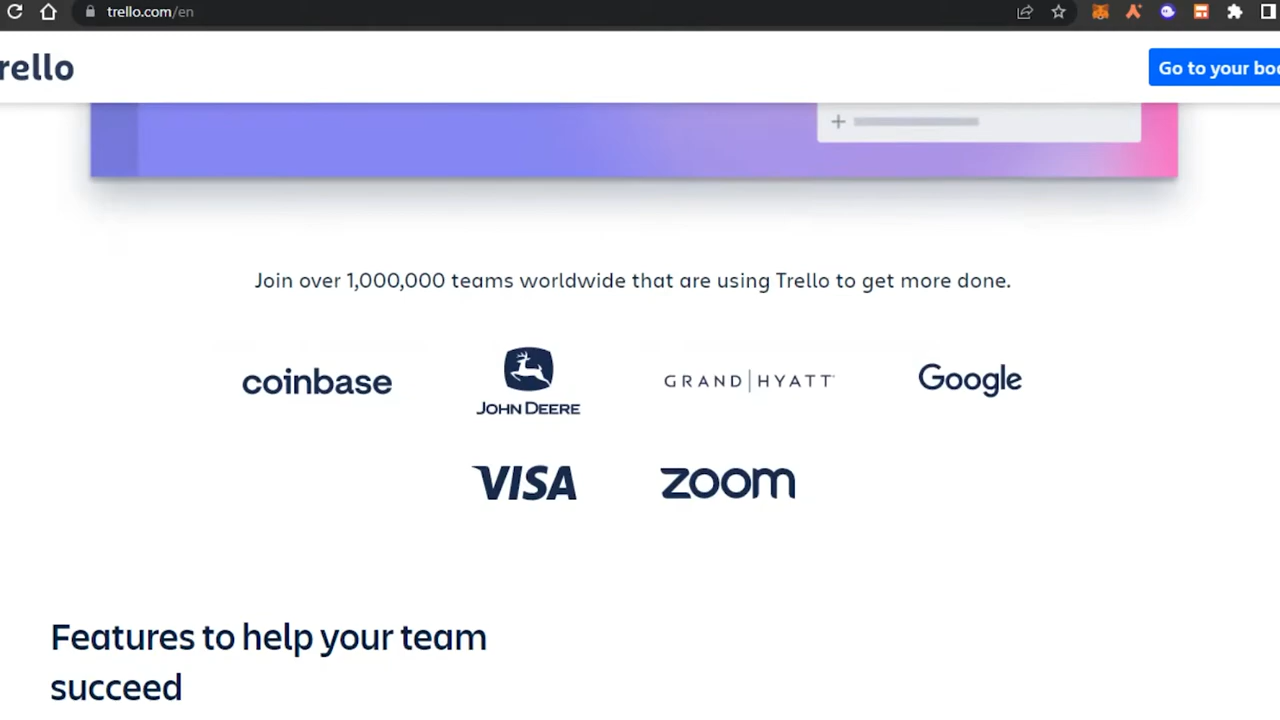 trello.com/en
rello
Go to your boa
Join over 1,000,000 teams worldwide that are using Trello to get more done.
coinbase
JOHN DEERE
GRAND HYATT
Google
VISA
zoom
Features to help your team
succeed